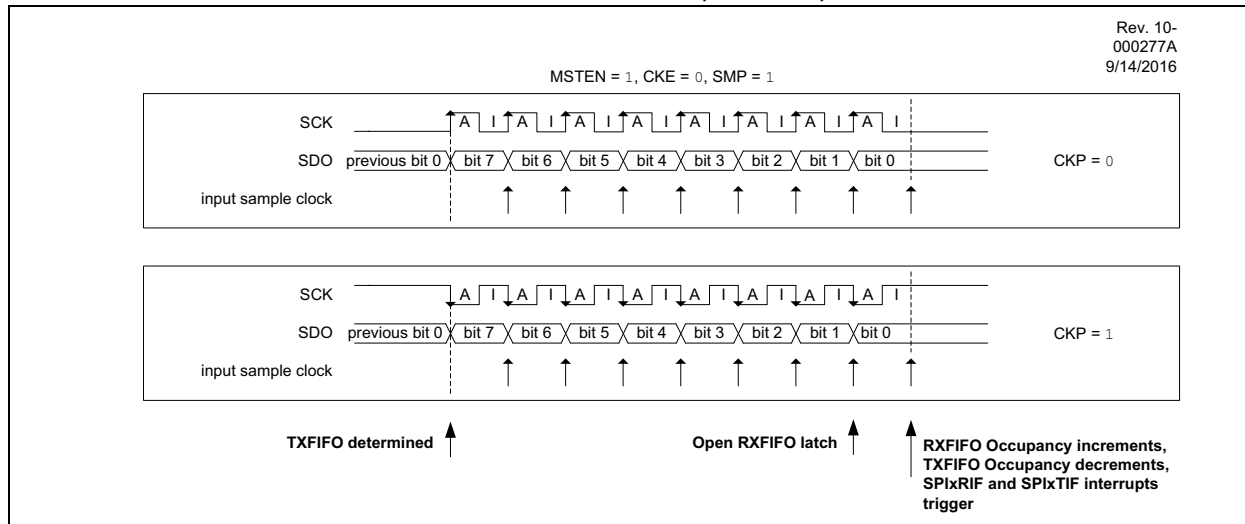 Rev. 10-
000277A
9/14/2016
MSTEN = 1, CKE = 0, SMP = 1
SCK A I A I A I A I A I A I A I A I
SDO previous bit 0 bit 7 bit 6 bit 5 bit 4 bit 3 bit 2 bit 1 bit 0 CKP = 0
input sample clock
SCK A I A I A I A I A I A I A I A I
SDO previous bit 0 bit 7 bit 6 bit 5 bit 4 bit 3 bit 2 bit 1 bit 0 CKP = 1
input sample clock
TXFIFO determined
Open RXFIFO latch
RXFIFO Occupancy increments,
TXFIFO Occupancy decrements,
SPIxRIF and SPIxTIF interrupts
trigger